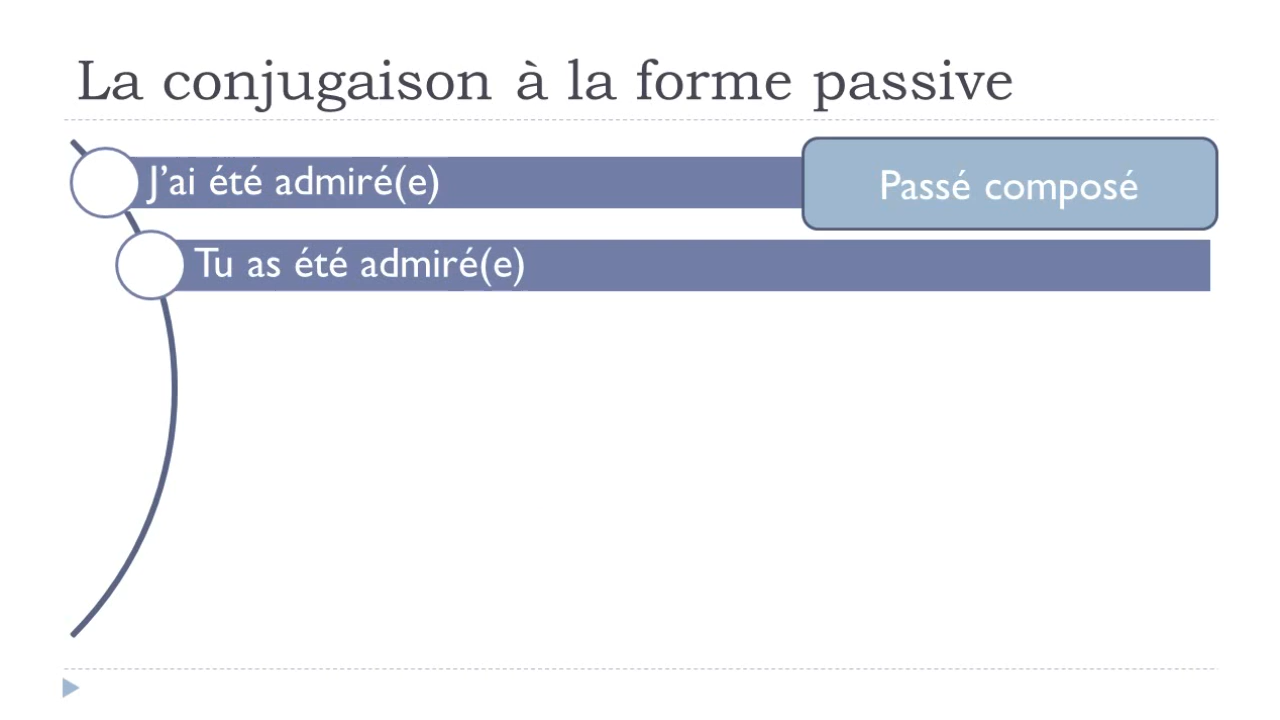 La conjugaison à la forme passive
J'ai été admiré(e)
Passé composé
Tu as été admiré(e)